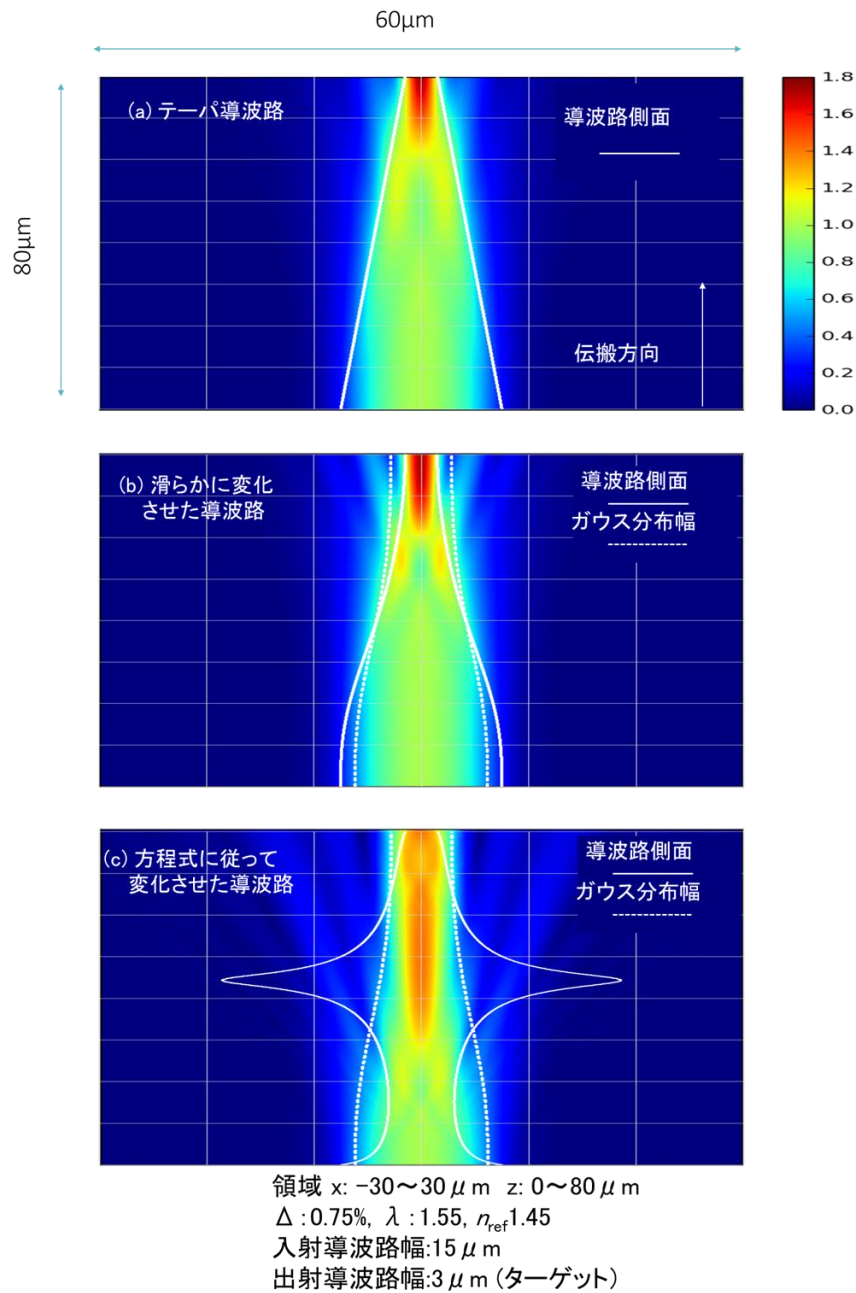 60μm
80μm
(a) テーパ導波路
導波路側面
伝搬方向
1.8
1.6
1.4
1.2
1.0
0.8
0.6
0.4
0.2
0.0
(b) 滑らかに変化
させた導波路
導波路側面
ガウス分布幅
(c) 方程式に従って
変化させた導波路
導波路側面
ガウス分布幅
領域 x: -30～30μm z: 0～80μm
Δ:0.75%, λ:1.55, nref1.45
入射導波路幅:15μm
出射導波路幅:3μm(ターゲット)